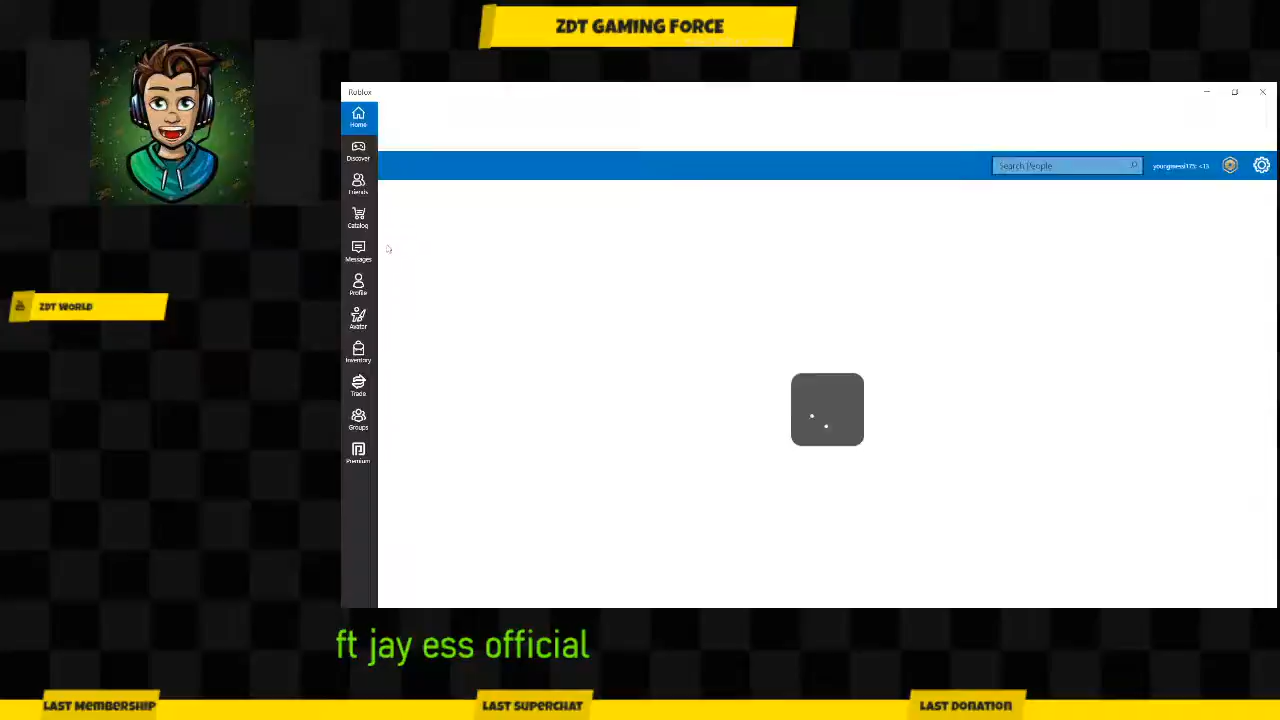 ZDT GAMING FORCE
Roblox
Home
Discover
Search People
<13
Friends
Catalog
Messages
Profile
ZDT WORLD
Avatar
Inventory
Trade
Groups
Premium
ft jay ess official
LAST MEMBERSHIP
LAST SUPERCHAT
LAST DONATION